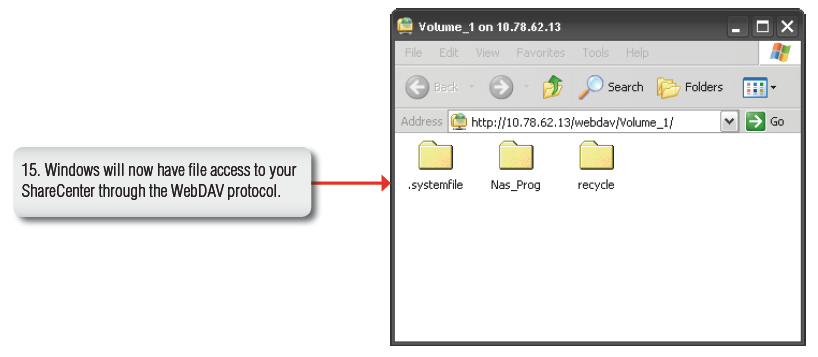 Volume_1 on 10.78.62.13
File Edit View Favorites Tools Help
Back Search Folders
Address http://10.78.62.13/webdav/Volume_1/ Go
15. Windows will now have file access to your
ShareCenter through the WebDAV protocol.
.systemfile Nas_Prog recycle